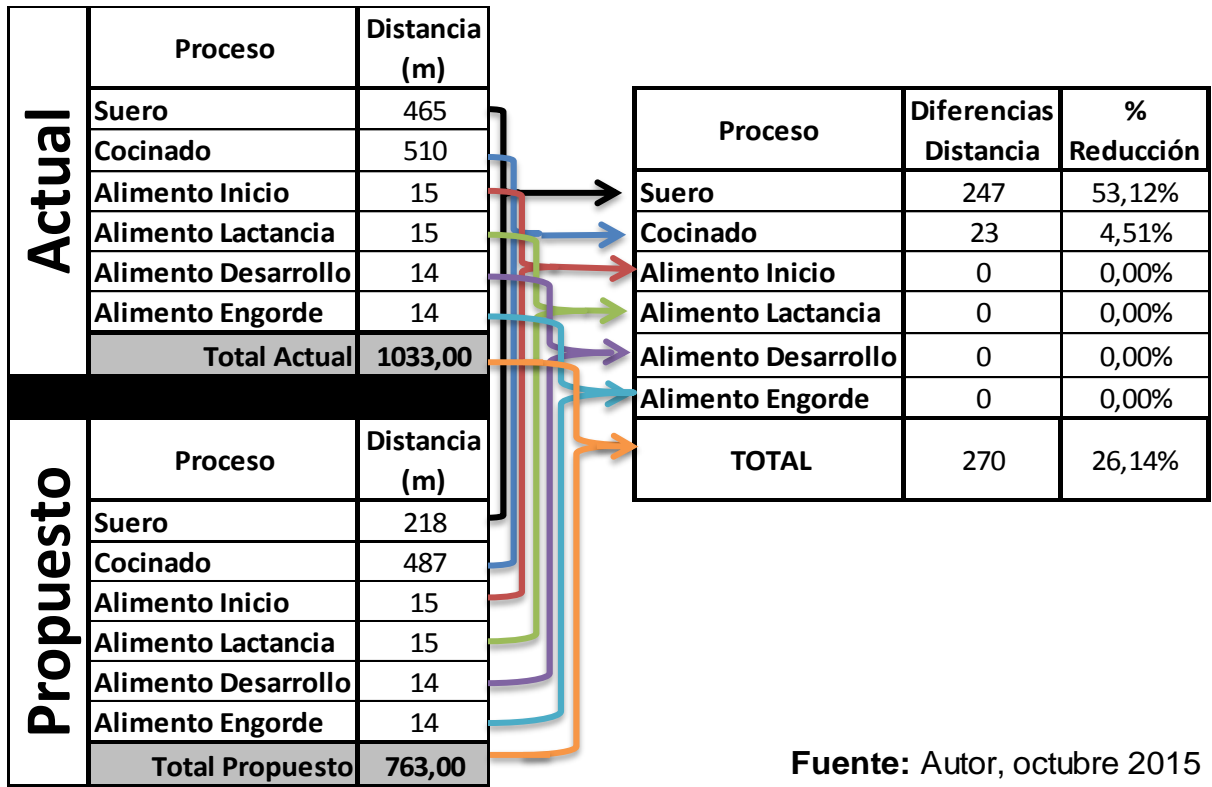 Actual
Proceso Distancia (m)
Suero 465
Cocinado 510
Alimento Inicio 15
Alimento Lactancia 15
Alimento Desarrollo 14
Alimento Engorde 14
Total Actual 1033,00
Propuesto
Proceso Distancia (m)
Suero 218
Cocinado 487
Alimento Inicio 15
Alimento Lactancia 15
Alimento Desarrollo 14
Alimento Engorde 14
Total Propuesto 763,00
Proceso Diferencias Distancia % Reducción
Suero 247 53,12%
Cocinado 23 4,51%
Alimento Inicio 0 0,00%
Alimento Lactancia 0 0,00%
Alimento Desarrollo 0 0,00%
Alimento Engorde 0 0,00%
TOTAL 270 26,14%
Fuente: Autor, octubre 2015